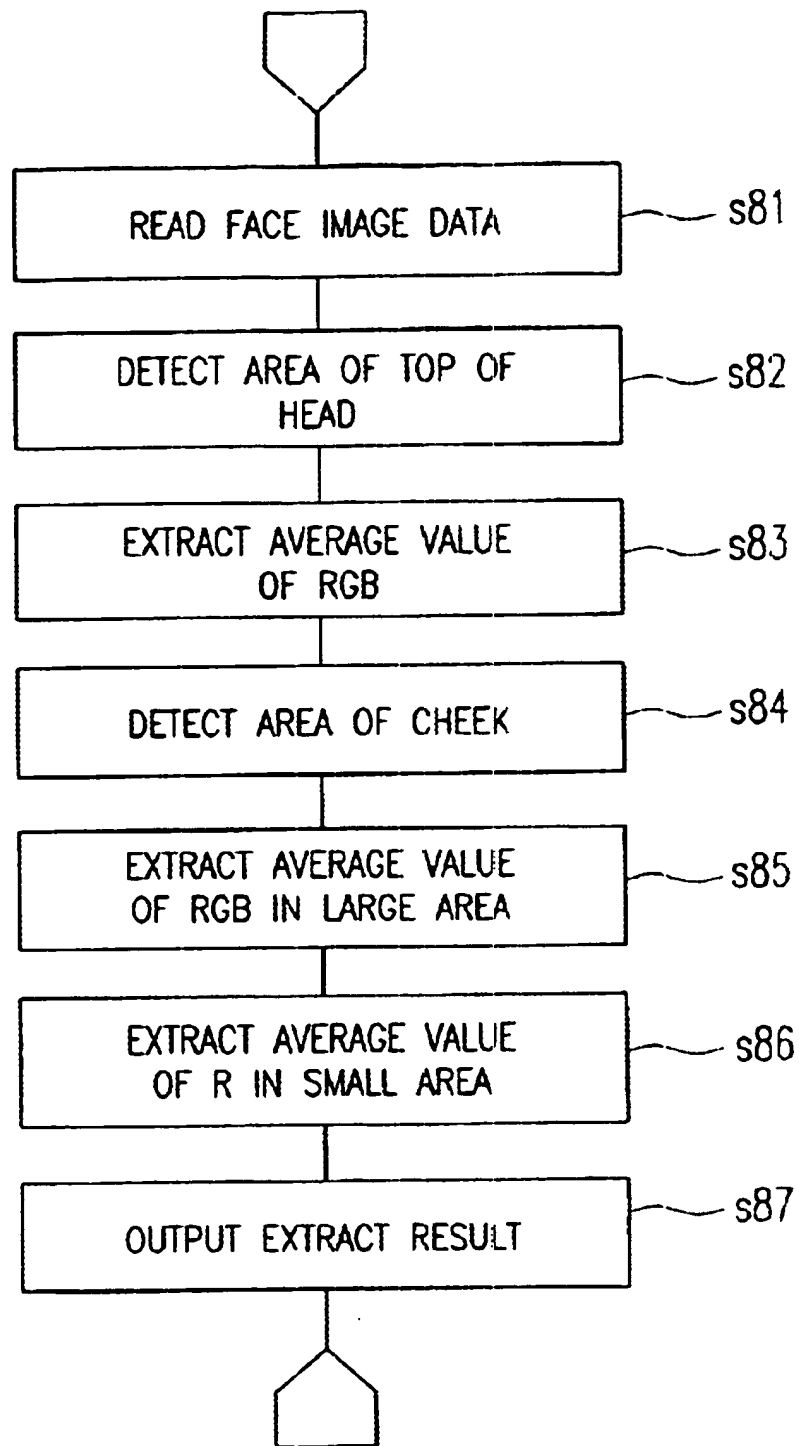 READ FACE IMAGE DATA
s81
DETECT AREA OF TOP OF
HEAD
s82
EXTRACT AVERAGE VALUE
OF RGB
s83
DETECT AREA OF CHEEK
s84
EXTRACT AVERAGE VALUE
OF RGB IN LARGE AREA
s85
EXTRACT AVERAGE VALUE
OF R IN SMALL AREA
s86
OUTPUT EXTRACT RESULT
s87